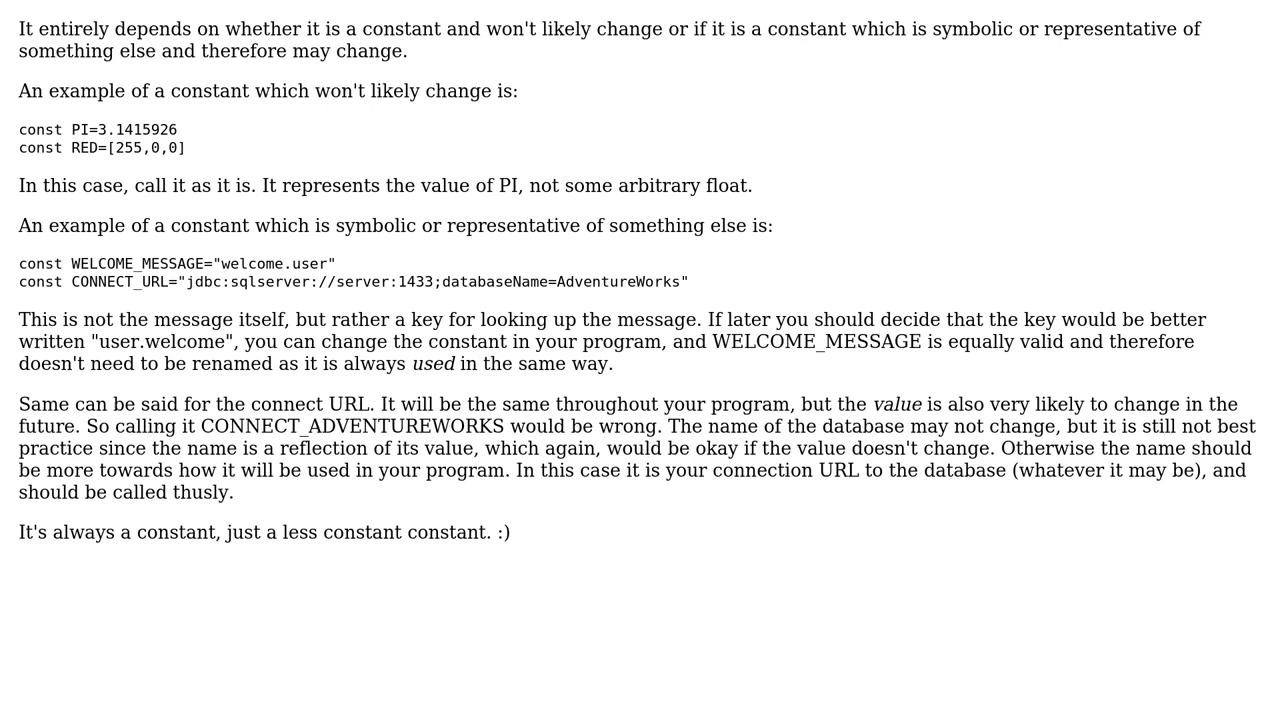 It entirely depends on whether it is a constant and won't likely change or if it is a constant which is symbolic or representative of
something else and therefore may change.
An example of a constant which won't likely change is:
const PI=3.1415926
const RED=[255,0,0]
In this case, call it as it is. It represents the value of PI, not some arbitrary float.
An example of a constant which is symbolic or representative of something else is:
const WELCOME_MESSAGE="welcome.user"
const CONNECT_URL="jdbc:sqlserver://server:1433;databaseName=AdventureWorks"
This is not the message itself, but rather a key for looking up the message. If later you should decide that the key would be better
written "user.welcome", you can change the constant in your program, and WELCOME_MESSAGE is equally valid and therefore
doesn't need to be renamed as it is always used in the same way.
Same can be said for the connect URL. It will be the same throughout your program, but the value is also very likely to change in the
future. So calling it CONNECT_ADVENTUREWORKS would be wrong. The name of the database may not change, but it is still not best
practice since the name is a reflection of its value, which again, would be okay if the value doesn't change. Otherwise the name should
be more towards how it will be used in your program. In this case it is your connection URL to the database (whatever it may be), and
should be called thusly.
It's always a constant, just a less constant constant. :)